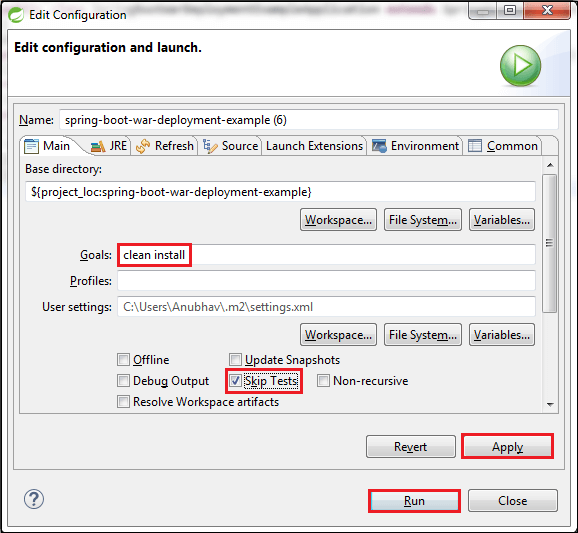 Edit Configuration
Edit configuration and launch.
Name: spring-boot-war-deployment-example (6)
Main JRE Refresh Source Launch Extensions Environment Common
Base directory:
${project_loc:spring-boot-war-deployment-example}
Workspace... File System... Variables...
Goals: clean install
Profiles:
User settings: C:\Users\Anubhav\.m2\settings.xml
Workspace... File System... Variables...
Offline Update Snapshots
Debug Output Skip Tests Non-recursive
Resolve Workspace artifacts
Revert Apply
? Run Close